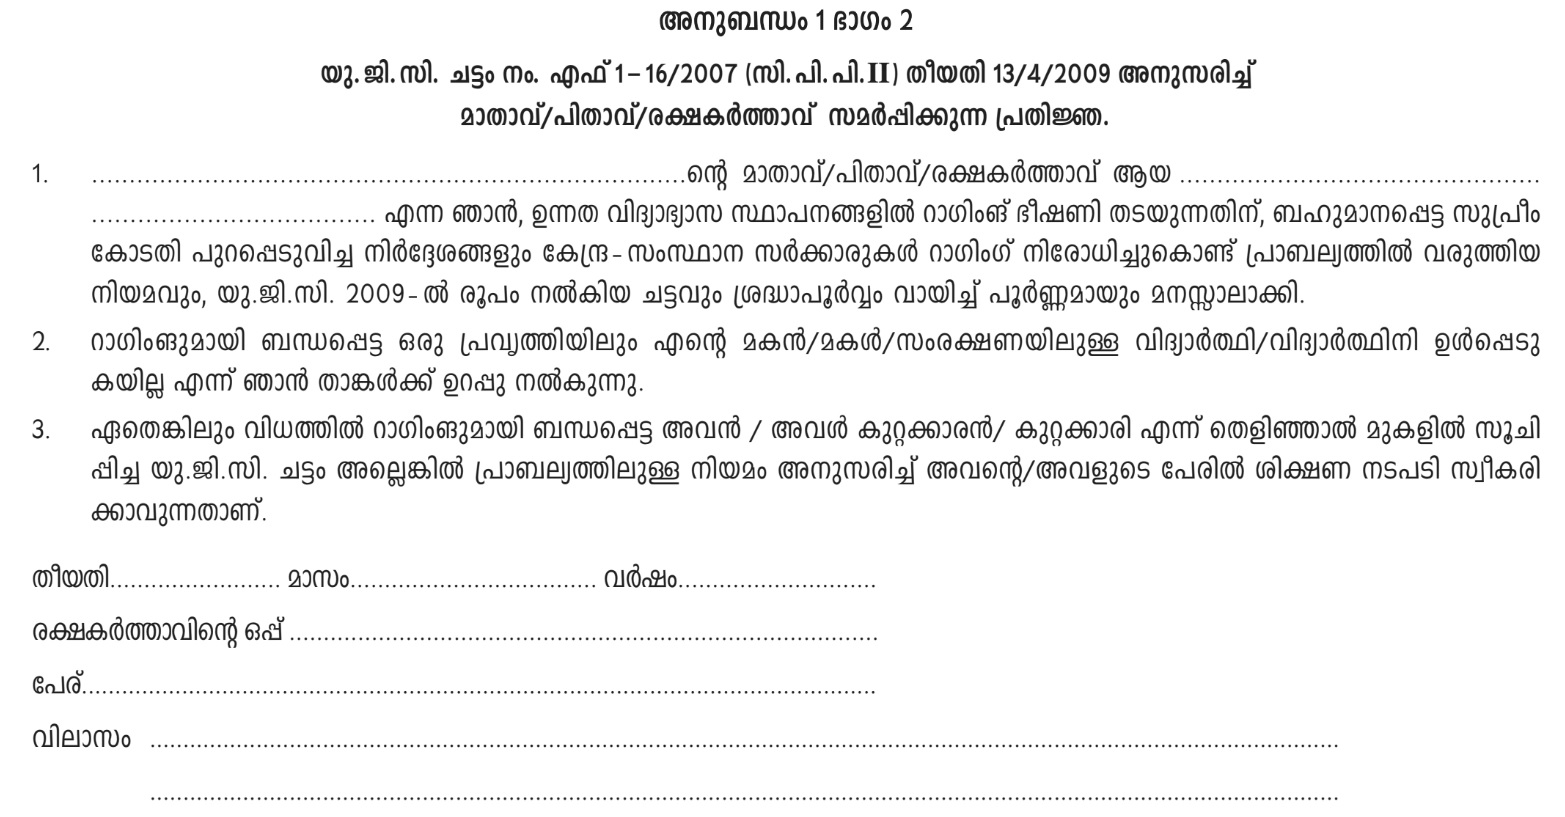 അനുബന്ധം 1 ഭാഗം 2
യു.ജി.സി. ചട്ടം നം. എഫ് 1-16/2007 (സി.പി.പി.II) തീയതി 13/4/2009 അനുസരിച്ച്
മാതാവ്/പിതാവ്/രക്ഷകർത്താവ് സമർപ്പിക്കുന്ന പ്രതിജ്ഞ.
1. ...............................................................................ന്റെ മാതാവ്/പിതാവ്/രക്ഷകർത്താവ് ആയ ................................................
...................................... എന്ന ഞാൻ, ഉന്നത വിദ്യാഭ്യാസ സ്ഥാപനങ്ങളിൽ റാഗിംങ് ഭീഷണി തടയുന്നതിന്, ബഹുമാനപ്പെട്ട സുപ്രീം
കോടതി പുറപ്പെടുവിച്ച നിർദ്ദേശങ്ങളും കേന്ദ്ര-സംസ്ഥാന സർക്കാരുകൾ റാഗിംഗ് നിരോധിച്ചുകൊണ്ട് പ്രാബല്യത്തിൽ വരുത്തിയ
നിയമവും, യു.ജി.സി. 2009-ൽ രൂപം നൽകിയ ചട്ടവും ശ്രദ്ധാപൂർവ്വം വായിച്ച് പൂർണ്ണമായും മനസ്സാലാക്കി.
2. റാഗിംങുമായി ബന്ധപ്പെട്ട ഒരു പ്രവൃത്തിയിലും എന്റെ മകൻ/മകൾ/സംരക്ഷണയിലുള്ള വിദ്യാർത്ഥി/വിദ്യാർത്ഥിനി ഉൾപ്പെടു
കയില്ല എന്ന് ഞാൻ താങ്കൾക്ക് ഉറപ്പു നൽകുന്നു.
3. ഏതെങ്കിലും വിധത്തിൽ റാഗിംങുമായി ബന്ധപ്പെട്ട അവൻ / അവൾ കുറ്റക്കാരൻ/ കുറ്റക്കാരി എന്ന് തെളിഞ്ഞാൽ മുകളിൽ സൂചി
പ്പിച്ച യു.ജി.സി. ചട്ടം അല്ലെങ്കിൽ പ്രാബല്യത്തിലുള്ള നിയമം അനുസരിച്ച് അവന്റെ/അവളുടെ പേരിൽ ശിക്ഷണ നടപടി സ്വീകരി
ക്കാവുന്നതാണ്.
തീയതി......................... മാസം.................................... വർഷം.............................
രക്ഷകർത്താവിന്റെ ഒപ്പ് ......................................................................................
പേര്....................................................................................................................
വിലാസം ..............................................................................................................................................................................
..............................................................................................................................................................................